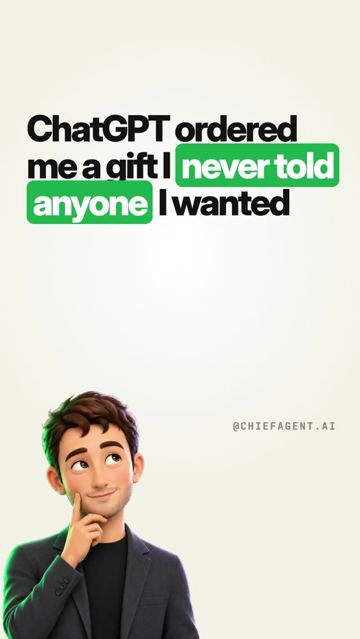 ChatGPT ordered
me a gift I never told
anyone I wanted
@CHIEFAGENT.AI